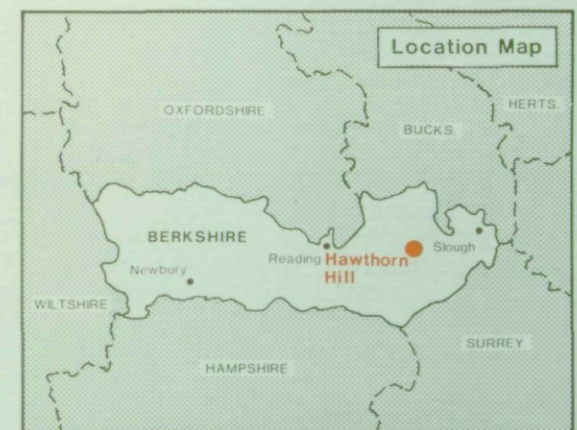 Location Map
OXFORDSHIRE
HERTS.
BUCKS.
BERKSHIRE
Reading
Hawthorn
Hill
Slough
Newbury
WILTSHIRE
SURREY
HAMPSHIRE